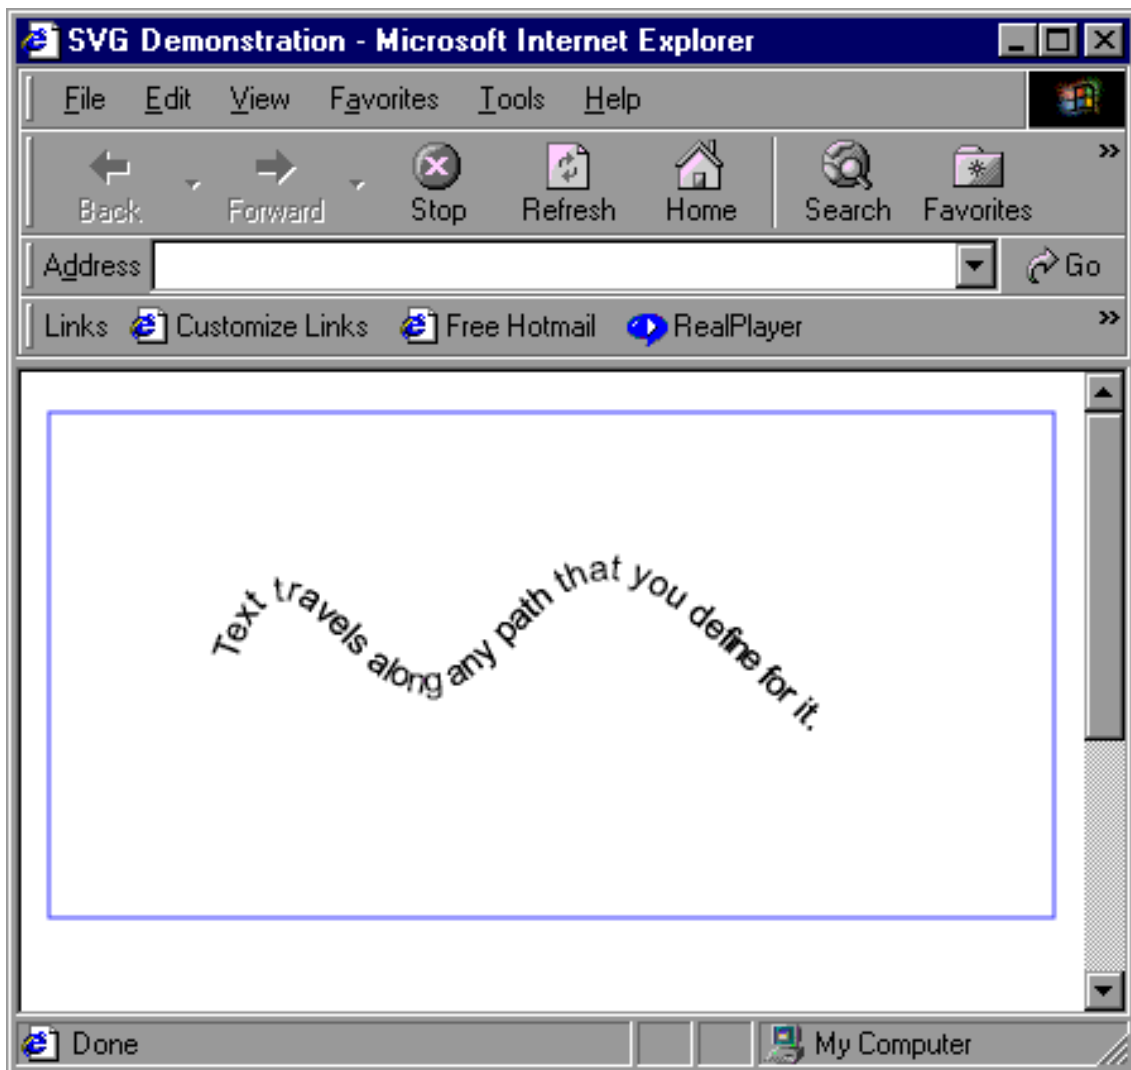 SVG Demonstration - Microsoft Internet Explorer
File Edit View Favorites Tools Help
»
Back Forward Stop Refresh Home Search Favorites
Address Go
Links Customize Links Free Hotmail RealPlayer »
Text travels along any path that you define for it.
Done My Computer